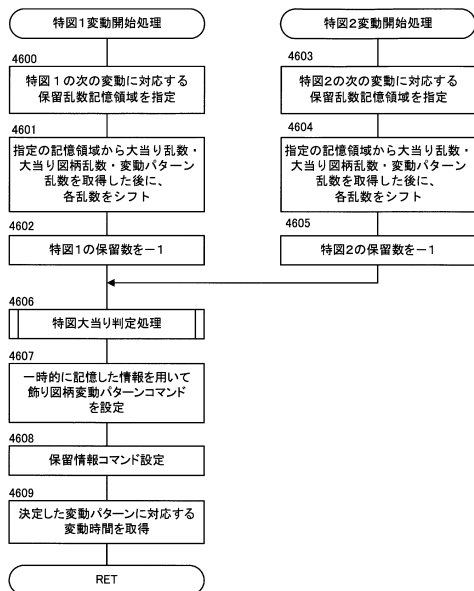 特図1変動開始処理
4600
特図1の次の変動に対応する
保留乱数記憶領域を指定
4601
指定の記憶領域から大当り乱数・
大当り図柄乱数・変動パターン
乱数を取得した後に、
各乱数をシフト
4602
特図1の保留数を－1
特図2変動開始処理
4603
特図2の次の変動に対応する
保留乱数記憶領域を指定
4604
指定の記憶領域から大当り乱数・
大当り図柄乱数・変動パターン
乱数を取得した後に、
各乱数をシフト
4605
特図2の保留数を－1
4606
特図大当り判定処理
4607
一時的に記憶した情報を用いて
飾り図柄変動パターンコマンド
を設定
4608
保留情報コマンド設定
4609
決定した変動パターンに対応する
変動時間を取得
RET